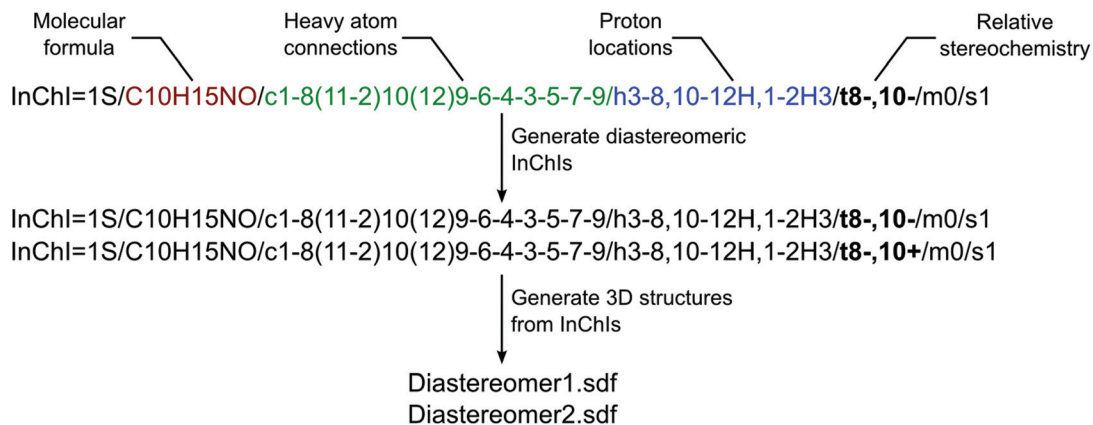 Molecular
formula
Heavy atom
connections
Proton
locations
Relative
stereochemistry
InChI=1S/C10H15NO/c1-8(11-2)10(12)9-6-4-3-5-7-9/h3-8,10-12H,1-2H3/t8-,10-/m0/s1
Generate diastereomeric
InChIs
InChI=1S/C10H15NO/c1-8(11-2)10(12)9-6-4-3-5-7-9/h3-8,10-12H,1-2H3/t8-,10-/m0/s1
InChI=1S/C10H15NO/c1-8(11-2)10(12)9-6-4-3-5-7-9/h3-8,10-12H,1-2H3/t8-,10+/m0/s1
Generate 3D structures
from InChIs
Diastereomer1.sdf
Diastereomer2.sdf